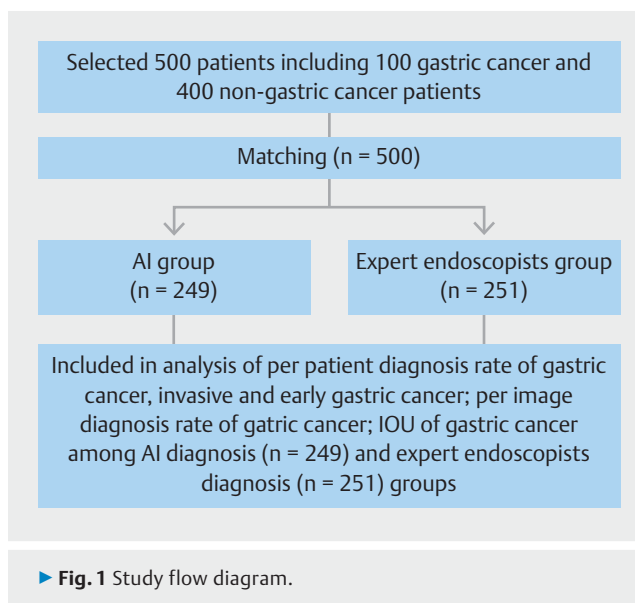 Selected 500 patients including 100 gastric cancer and
400 non-gastric cancer patients
Matching (n = 500)
AI group
(n = 249)
Expert endoscopists group
(n = 251)
Included in analysis of per patient diagnosis rate of gastric
cancer, invasive and early gastric cancer; per image
diagnosis rate of gatric cancer; IOU of gastric cancer
among AI diagnosis (n = 249) and expert endoscopists
diagnosis (n = 251) groups
▶ Fig. 1 Study flow diagram.